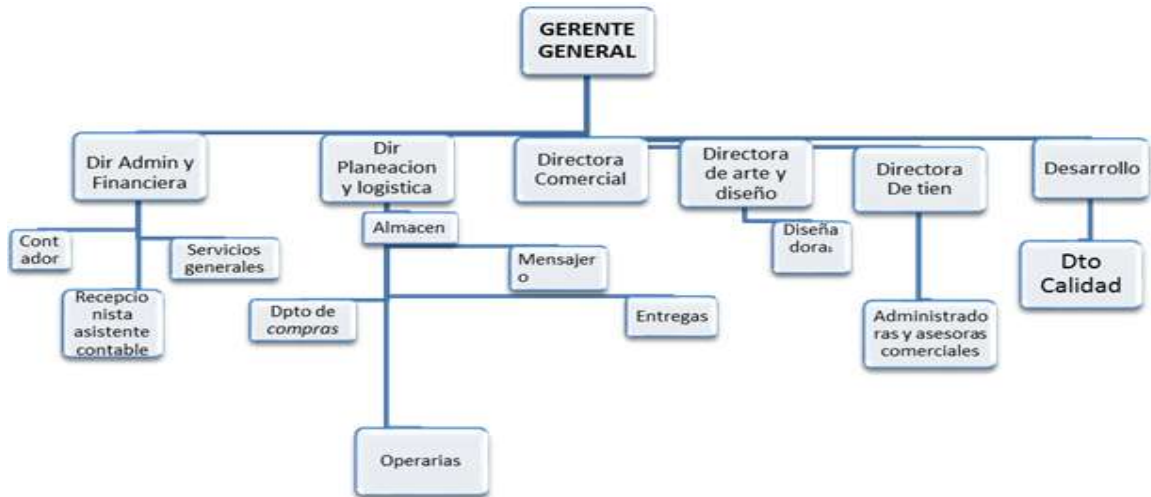 GERENTE
GENERAL
Dir Admin y
Financiera
Dir
Planeacion
y logistica
Directora
Comercial
Directora
de arte y
diseño
Directora
De tien
Desarrollo
Almacen
Cont
ador
Servicios
generales
Recepcio
nista
asistente
contable
Mensajer
o
Dpto de
compras
Entregas
Diseña
doras
Dto
Calidad
Administrado
ras y asesoras
comerciales
Operarias